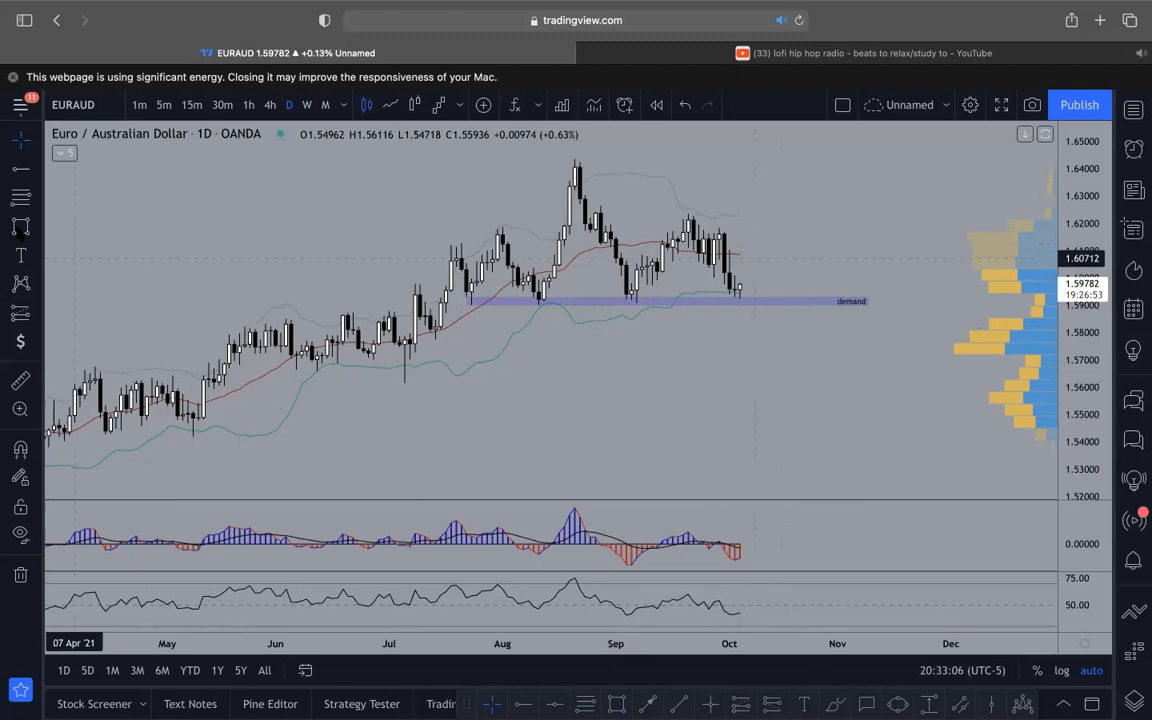 tradingview.com
EURAUD 1.59782 ▲ +0.13% Unnamed
(33) lofi hip hop radio - beats to relax/study to - YouTube
This webpage is using significant energy. Closing it may improve the responsiveness of your Mac.
11
EURAUD 1m 5m 15m 30m 1h 4h D W M Unnamed Publish
Euro / Australian Dollar · 1D · OANDA O1.54962 H1.56116 L1.54718 C1.55936 +0.00974 (+0.63%)
5
1.65000
1.64000
1.63000
1.62000
1.60712
1.59782
19:26:53
1.59000
demand
1.58000
1.57000
1.56000
1.55000
1.54000
1.53000
1.52000
0.00000
75.00
50.00
07 Apr '21 May Jun Jul Aug Sep Oct Nov Dec
1D 5D 1M 3M 6M YTD 1Y 5Y All 20:33:06 (UTC-5) % log auto
Stock Screener Text Notes Pine Editor Strategy Tester Tradin